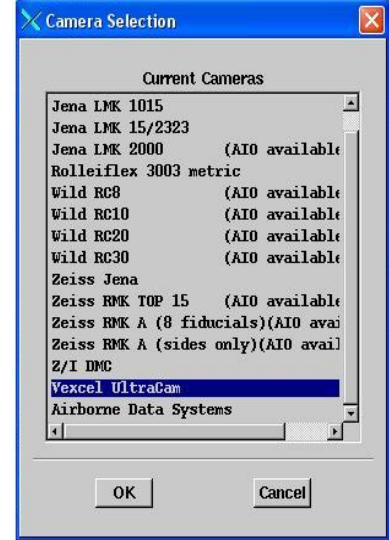 Camera Selection
Current Cameras
Jena LMK 1015
Jena LMK 15/2323
Jena LMK 2000 (AIO available
Rolleiflex 3003 metric
Wild RC8 (AIO available
Wild RC10 (AIO available
Wild RC20 (AIO available
Wild RC30 (AIO available
Zeiss Jena
Zeiss RMK TOP 15 (AIO available
Zeiss RMK A (8 fiducials)(AIO avai
Zeiss RMK A (sides only)(AIO avail
Z/I DMC
Vexcel UltraCam
Airborne Data Systems
OK Cancel